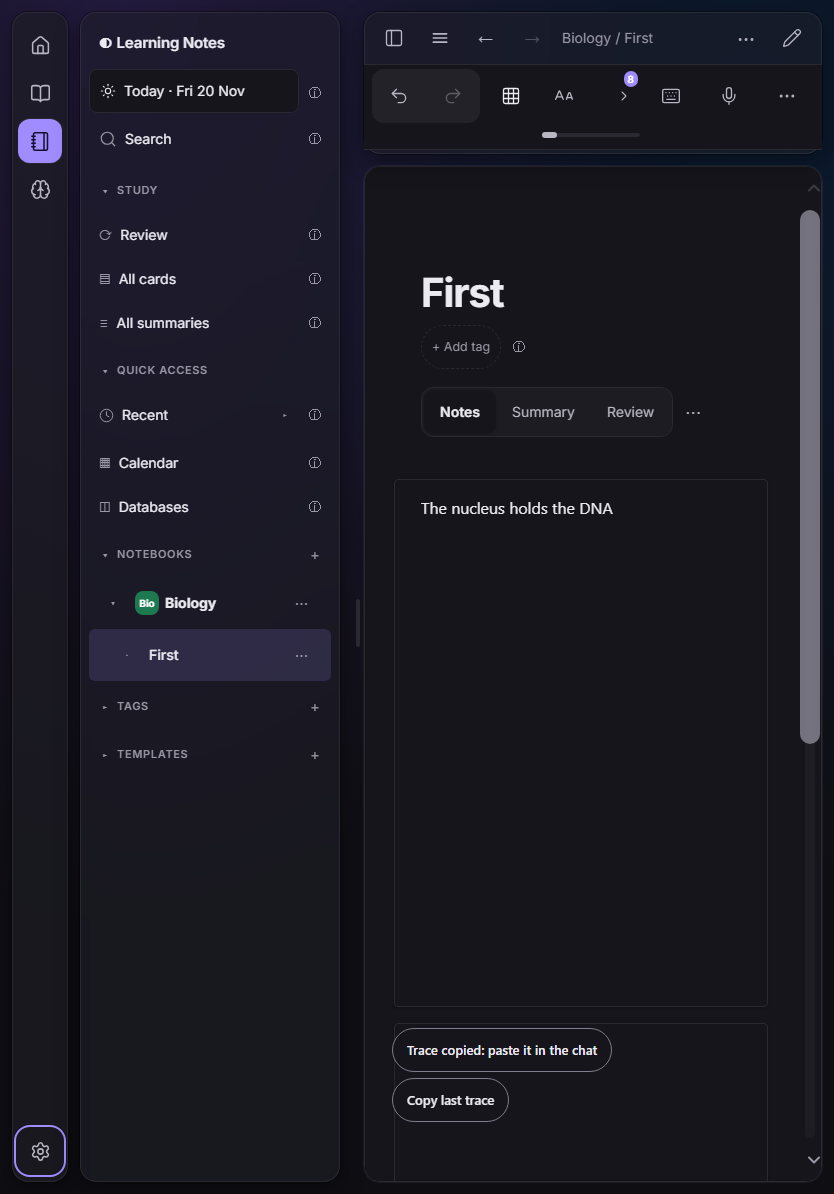 Learning Notes
Today · Fri 20 Nov
Search
STUDY
Review
All cards
All summaries
QUICK ACCESS
Recent
Calendar
Databases
NOTEBOOKS
+
Bio Biology
First
TAGS
+
TEMPLATES
+
Biology / First
AA
8
First
+ Add tag
Notes Summary Review
The nucleus holds the DNA
Trace copied: paste it in the chat
Copy last trace